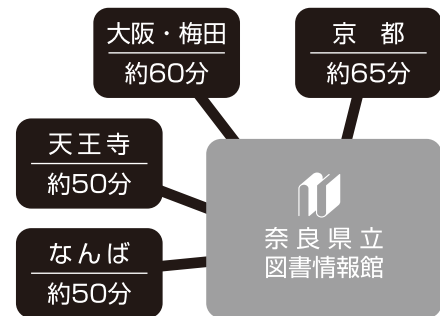 大阪・梅田
約60分
京 都
約65分
天王寺
約50分
なんば
約50分
奈良県立
図書情報館